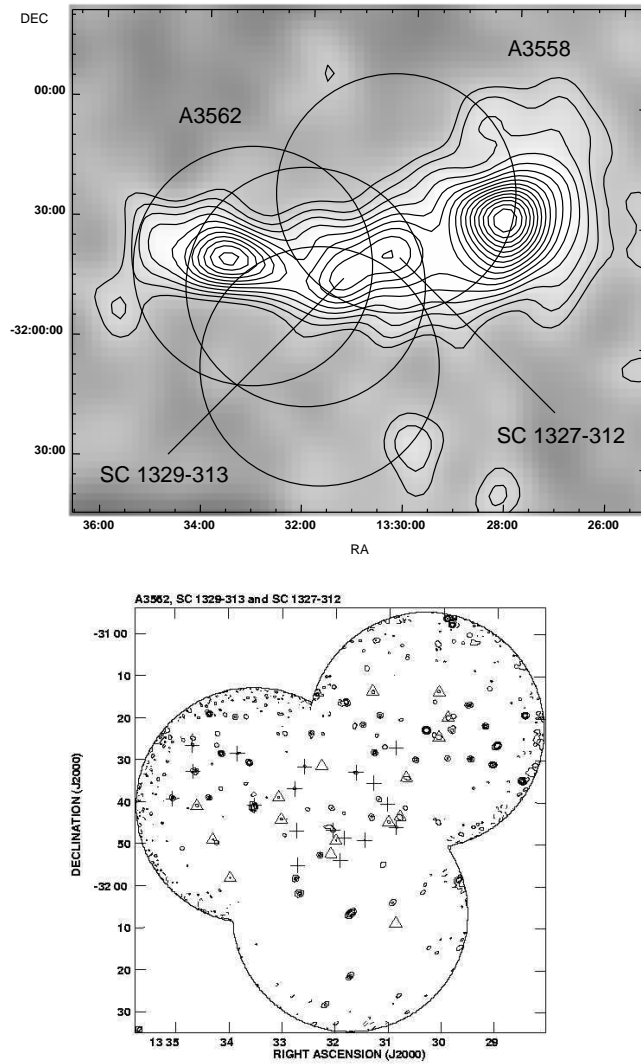 DEC
A3558
00:00
A3562
30:00
-32:00:00
30:00
SC 1327-312
SC 1329-313
36:00 34:00 32:00 13:30:00 28:00 26:00
RA
A3562, SC 1329-313 and SC 1327-312
-31 00
10
20
30
40
50
-32 00
10
20
30
DECLINATION (J2000)
13 35 34 33 32 31 30 29
RIGHT ASCENSION (J2000)